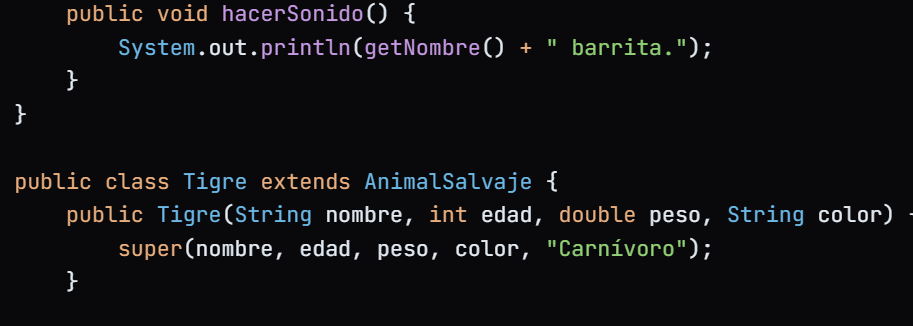 public void hacerSonido() {
System.out.println(getNombre() + " barrita.");
}
}
public class Tigre extends AnimalSalvaje {
public Tigre(String nombre, int edad, double peso, String color) {
super(nombre, edad, peso, color, "Carnívoro");
}